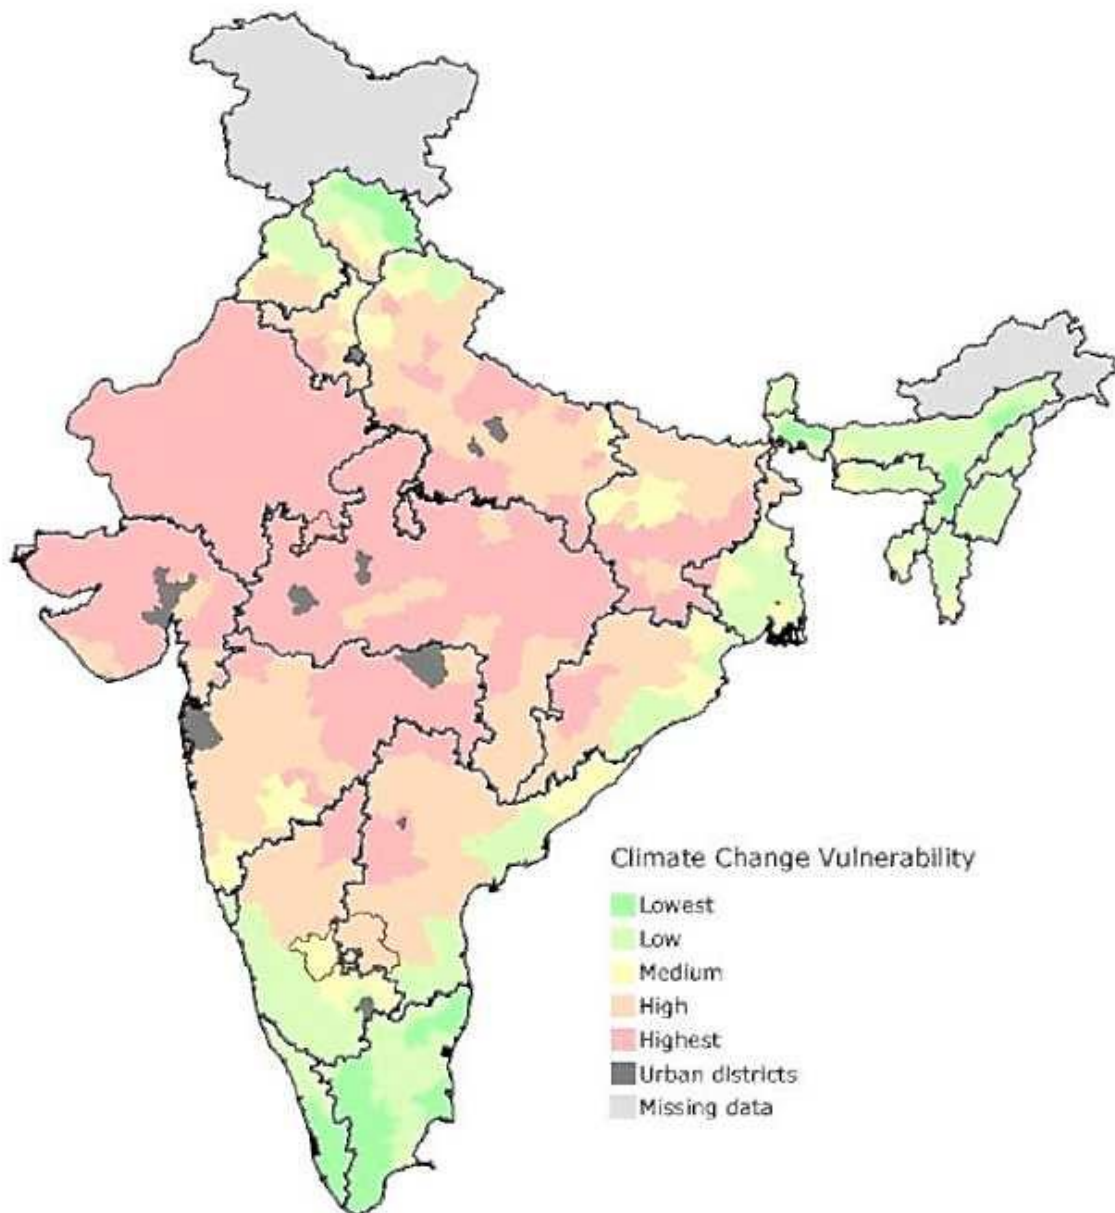 Climate Change Vulnerability
Lowest
Low
Medium
High
Highest
Urban districts
Missing data